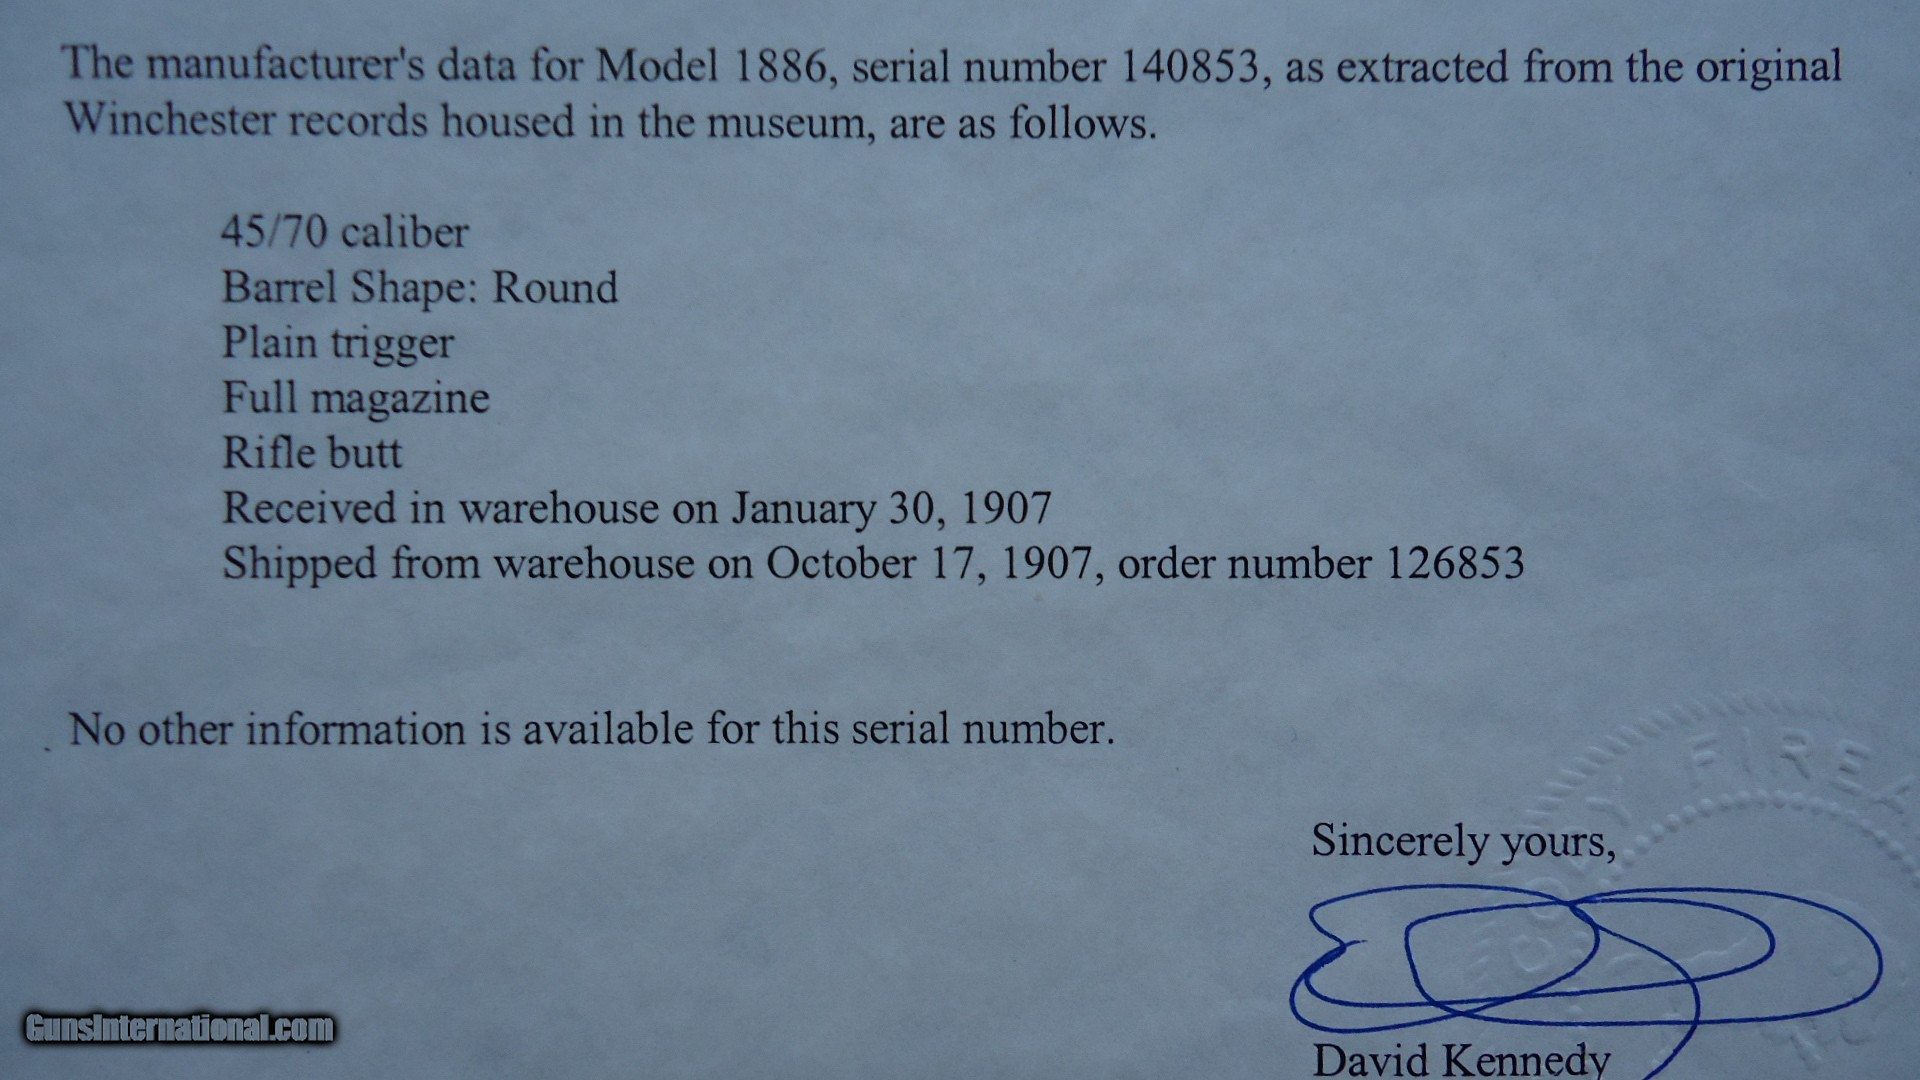 The manufacturer's data for Model 1886, serial number 140853, as extracted from the original
Winchester records housed in the museum, are as follows.
45/70 caliber
Barrel Shape: Round
Plain trigger
Full magazine
Rifle butt
Received in warehouse on January 30, 1907
Shipped from warehouse on October 17, 1907, order number 126853
No other information is available for this serial number.
Sincerely yours,
David Kennedy
GunsInternational.com